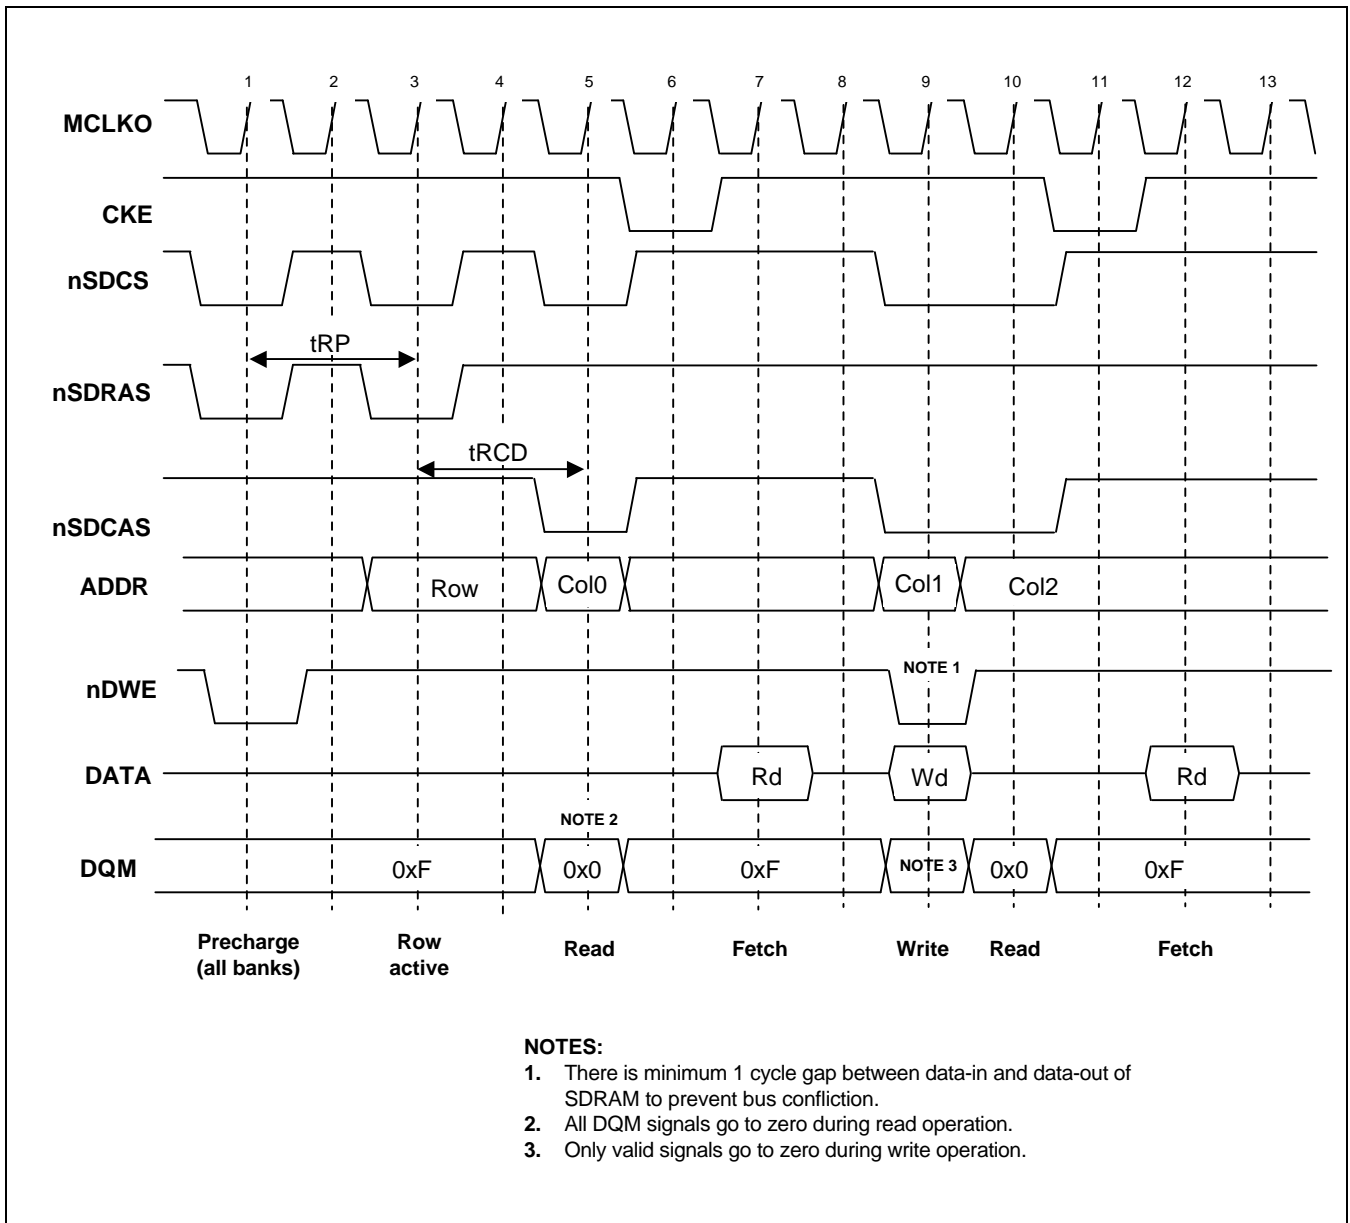 1 2 3 4 5 6 7 8 9 10 11 12 13
MCLKO
CKE
nSDCS
tRP
nSDRAS
tRCD
nSDCAS
ADDR Row Col0 Col1 Col2
nDWE NOTE 1
DATA Rd Wd Rd
NOTE 2
DQM 0xF 0x0 0xF NOTE 3 0x0 0xF
Precharge Row Read Fetch Write Read Fetch
(all banks) active
NOTES:
1. There is minimum 1 cycle gap between data-in and data-out of
SDRAM to prevent bus confliction.
2. All DQM signals go to zero during read operation.
3. Only valid signals go to zero during write operation.